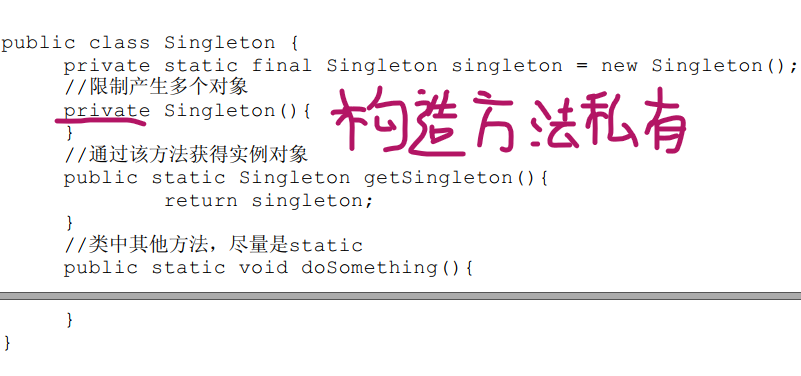 public class Singleton {
private static final Singleton singleton = new Singleton();
//限制产生多个对象
private Singleton(){
构造方法私有
}
//通过该方法获得实例对象
public static Singleton getSingleton(){
return singleton;
}
//类中其他方法，尽量是static
public static void doSomething(){
}
}